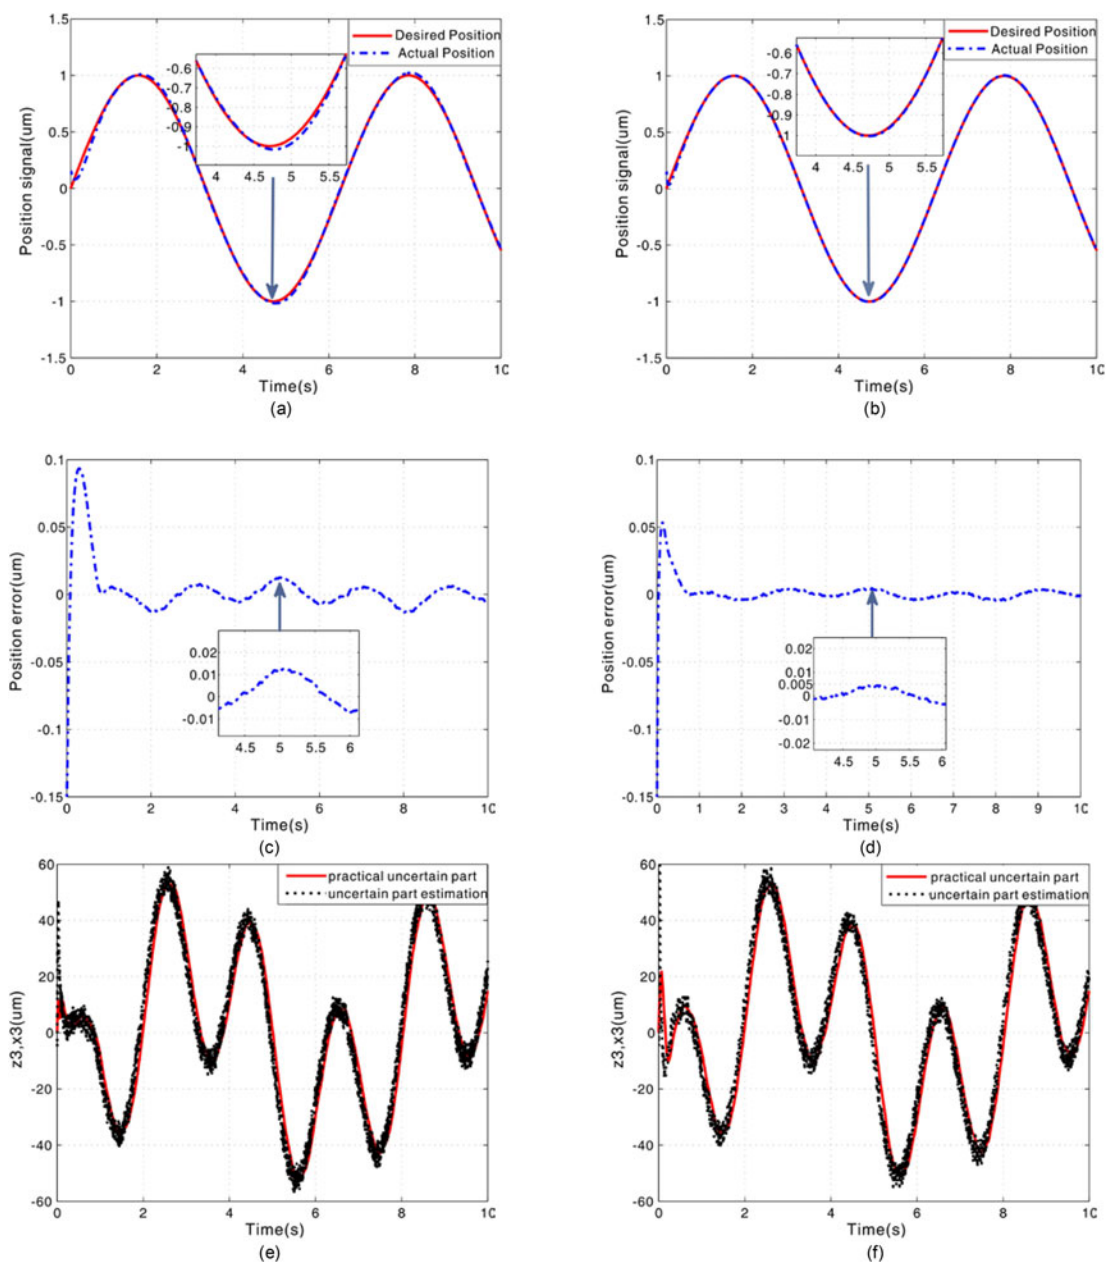 1.5
1
0.5
0
-0.5
-1
-1.5
Position signal(um)
Desired Position
Actual Position
-0.6
-0.7
-0.8
-0.9
-1
4 4.5 5 5.5
0 2 4 6 8 10
Time(s)
(a)
1.5
1
0.5
0
-0.5
-1
-1.5
Position signal(um)
Desired Position
Actual Position
-0.6
-0.7
-0.8
-0.9
-1
4 4.5 5 5.5
0 2 4 6 8 10
Time(s)
(b)
0.1
0.05
0
-0.05
-0.1
-0.15
Position error(um)
0.02
0.01
0
-0.01
4.5 5 5.5 6
0 2 4 6 8 10
Time(s)
(c)
0.1
0.05
0
-0.05
-0.1
-0.15
Position error(um)
0.02
0.01
0.005
0
-0.01
-0.02
4.5 5 5.5 6
0 1 2 3 4 5 6 7 8 9 10
Time(s)
(d)
60
40
20
0
-20
-40
-60
z3,x3(um)
practical uncertain part
uncertain part estimation
0 2 4 6 8 10
Time(s)
(e)
60
40
20
0
-20
-40
-60
z3,x3(um)
practical uncertain part
uncertain part estimation
0 2 4 6 8 10
Time(s)
(f)